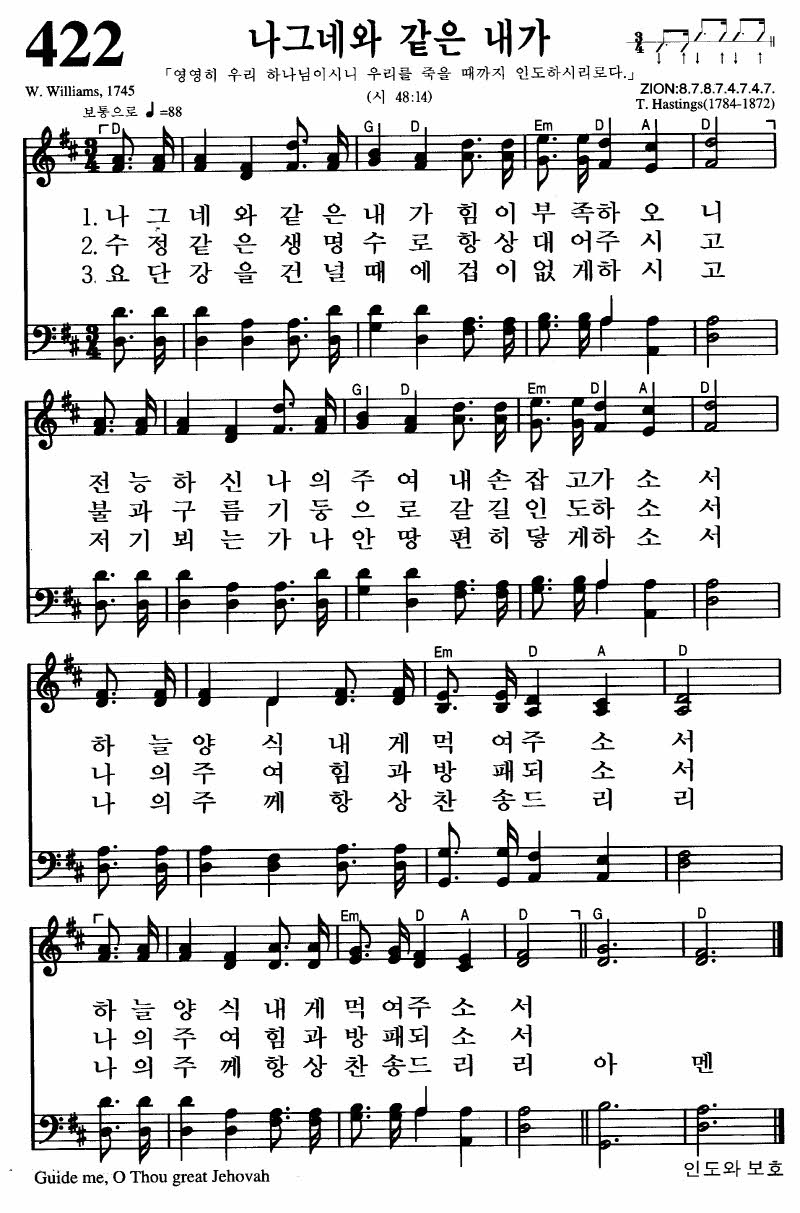 422
나그네와 같은 내가
「영영히 우리 하나님이시니 우리를 죽을 때까지 인도하시리로다.」
(시 48:14)
W. Williams, 1745
ZION:8.7.8.7.4.7.4.7.
T. Hastings(1784-1872)
보통으로 ♩=88
D G D Em D A D
1. 나 그 네 와 같 은 내 가 힘 이 부 족하 오 니
2. 수 정 같 은 생 명 수 로 항 상 대 어주 시 고
3. 요 단 강 을 건 널 때 에 겁 이 없 게하 시 고
G D Em D A D
전 능 하 신 나 의 주 여 내 손 잡 고가 소 서
불 과 구 름 기 둥 으 로 갈 길 인 도하 소 서
저 기 뵈 는 가 나 안 땅 편 히 닿 게하 소 서
Em D A D
하 늘 양 식 내 게 먹 여주 소 서
나 의 주 여 힘 과 방 패되 소 서
나 의 주 께 항 상 찬 송드 리 리
Em D A D G D
하 늘 양 식 내 게 먹 여주 소 서
나 의 주 여 힘 과 방 패되 소 서
나 의 주 께 항 상 찬 송드 리 리 아 멘
Guide me, O Thou great Jehovah
인도와 보호